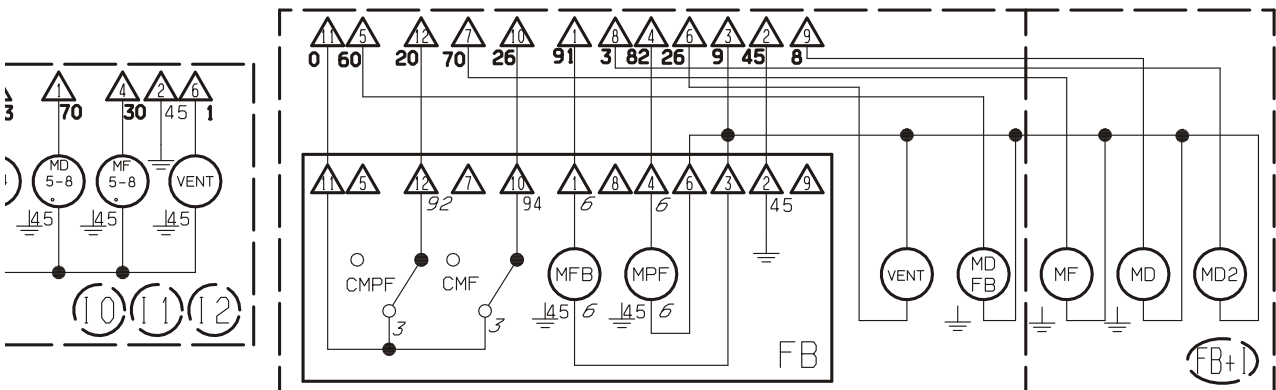 11 5 12 7 10 1 8 4 6 3 2 9
0 60 20 70 26 91 3 82 26 9 45 8
1 4 2 6
3 70 30 45 1
MD 5-8 MF 5-8 VENT
45 45 45
I0 I1 I2
11 5 12 7 10 1 8 4 6 3 2 9
92 94 6 6 45
CMPF CMF MFB MPF
3 3 45 6 45 6
FB
VENT MD FB MF MD MD2
FB+I